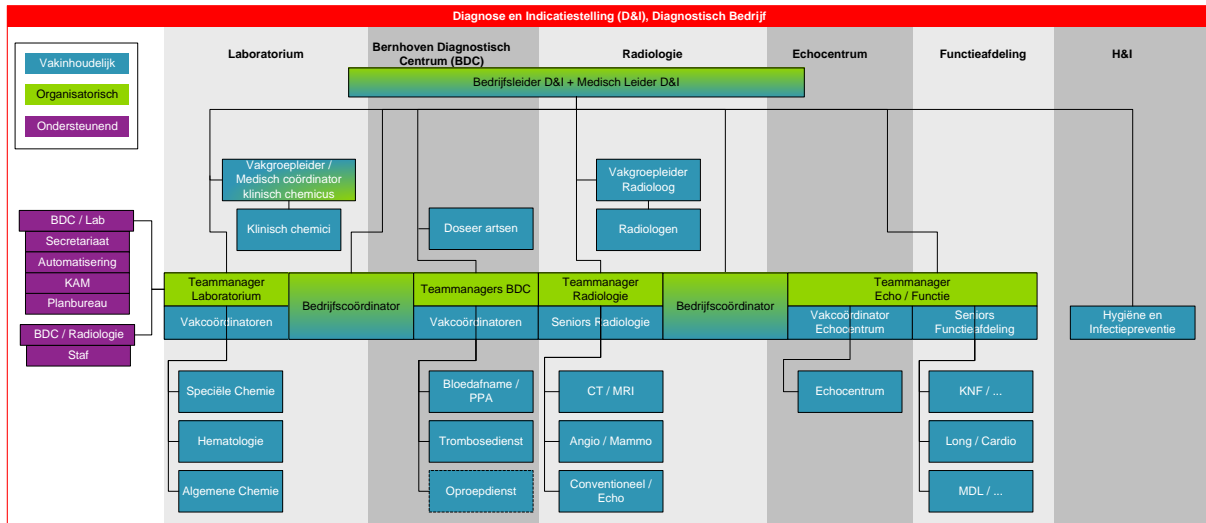 Diagnose en Indicatiestelling (D&I), Diagnostisch Bedrijf
Laboratorium
Bernhoven Diagnostisch
Centrum (BDC)
Radiologie
Echocentrum
Functieafdeling
H&I
Vakinhoudelijk
Organisatorisch
Ondersteunend
Bedrijfsleider D&I + Medisch Leider D&I
Vakgroepleider /
Medisch coördinator
klinisch chemicus
Klinisch chemici
Doseer artsen
Vakgroepleider
Radioloog
Radiologen
BDC / Lab
Secretariaat
Automatisering
KAM
Planbureau
BDC / Radiologie
Staf
Teammanager
Laboratorium
Vakcoördinatoren
Bedrijfscoördinator
Teammanagers BDC
Vakcoördinatoren
Teammanager
Radiologie
Seniors Radiologie
Bedrijfscoördinator
Teammanager
Echo / Functie
Vakcoördinator
Echocentrum
Seniors
Functieafdeling
Hygiëne en
Infectiepreventie
Speciële Chemie
Hematologie
Algemene Chemie
Bloedafname /
PPA
Trombosedienst
Oproepdienst
CT / MRI
Angio / Mammo
Conventioneel /
Echo
Echocentrum
KNF / ...
Long / Cardio
MDL / ...